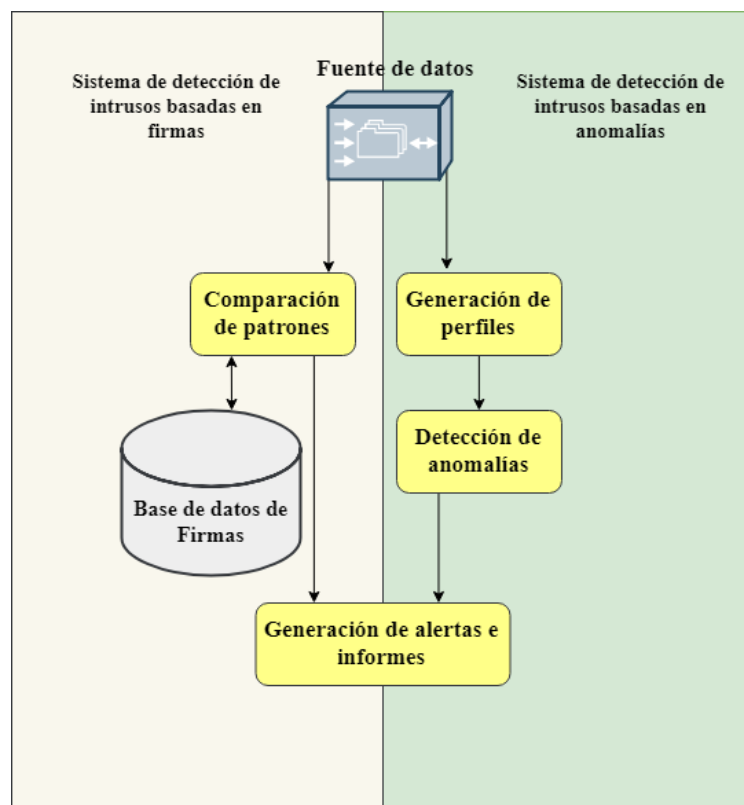 Sistema de detección de
intrusos basadas en
firmas
Fuente de datos
Sistema de detección de
intrusos basadas en
anomalías
Comparación
de patrones
Generación de
perfiles
Detección de
anomalías
Base de datos de
Firmas
Generación de alertas e
informes